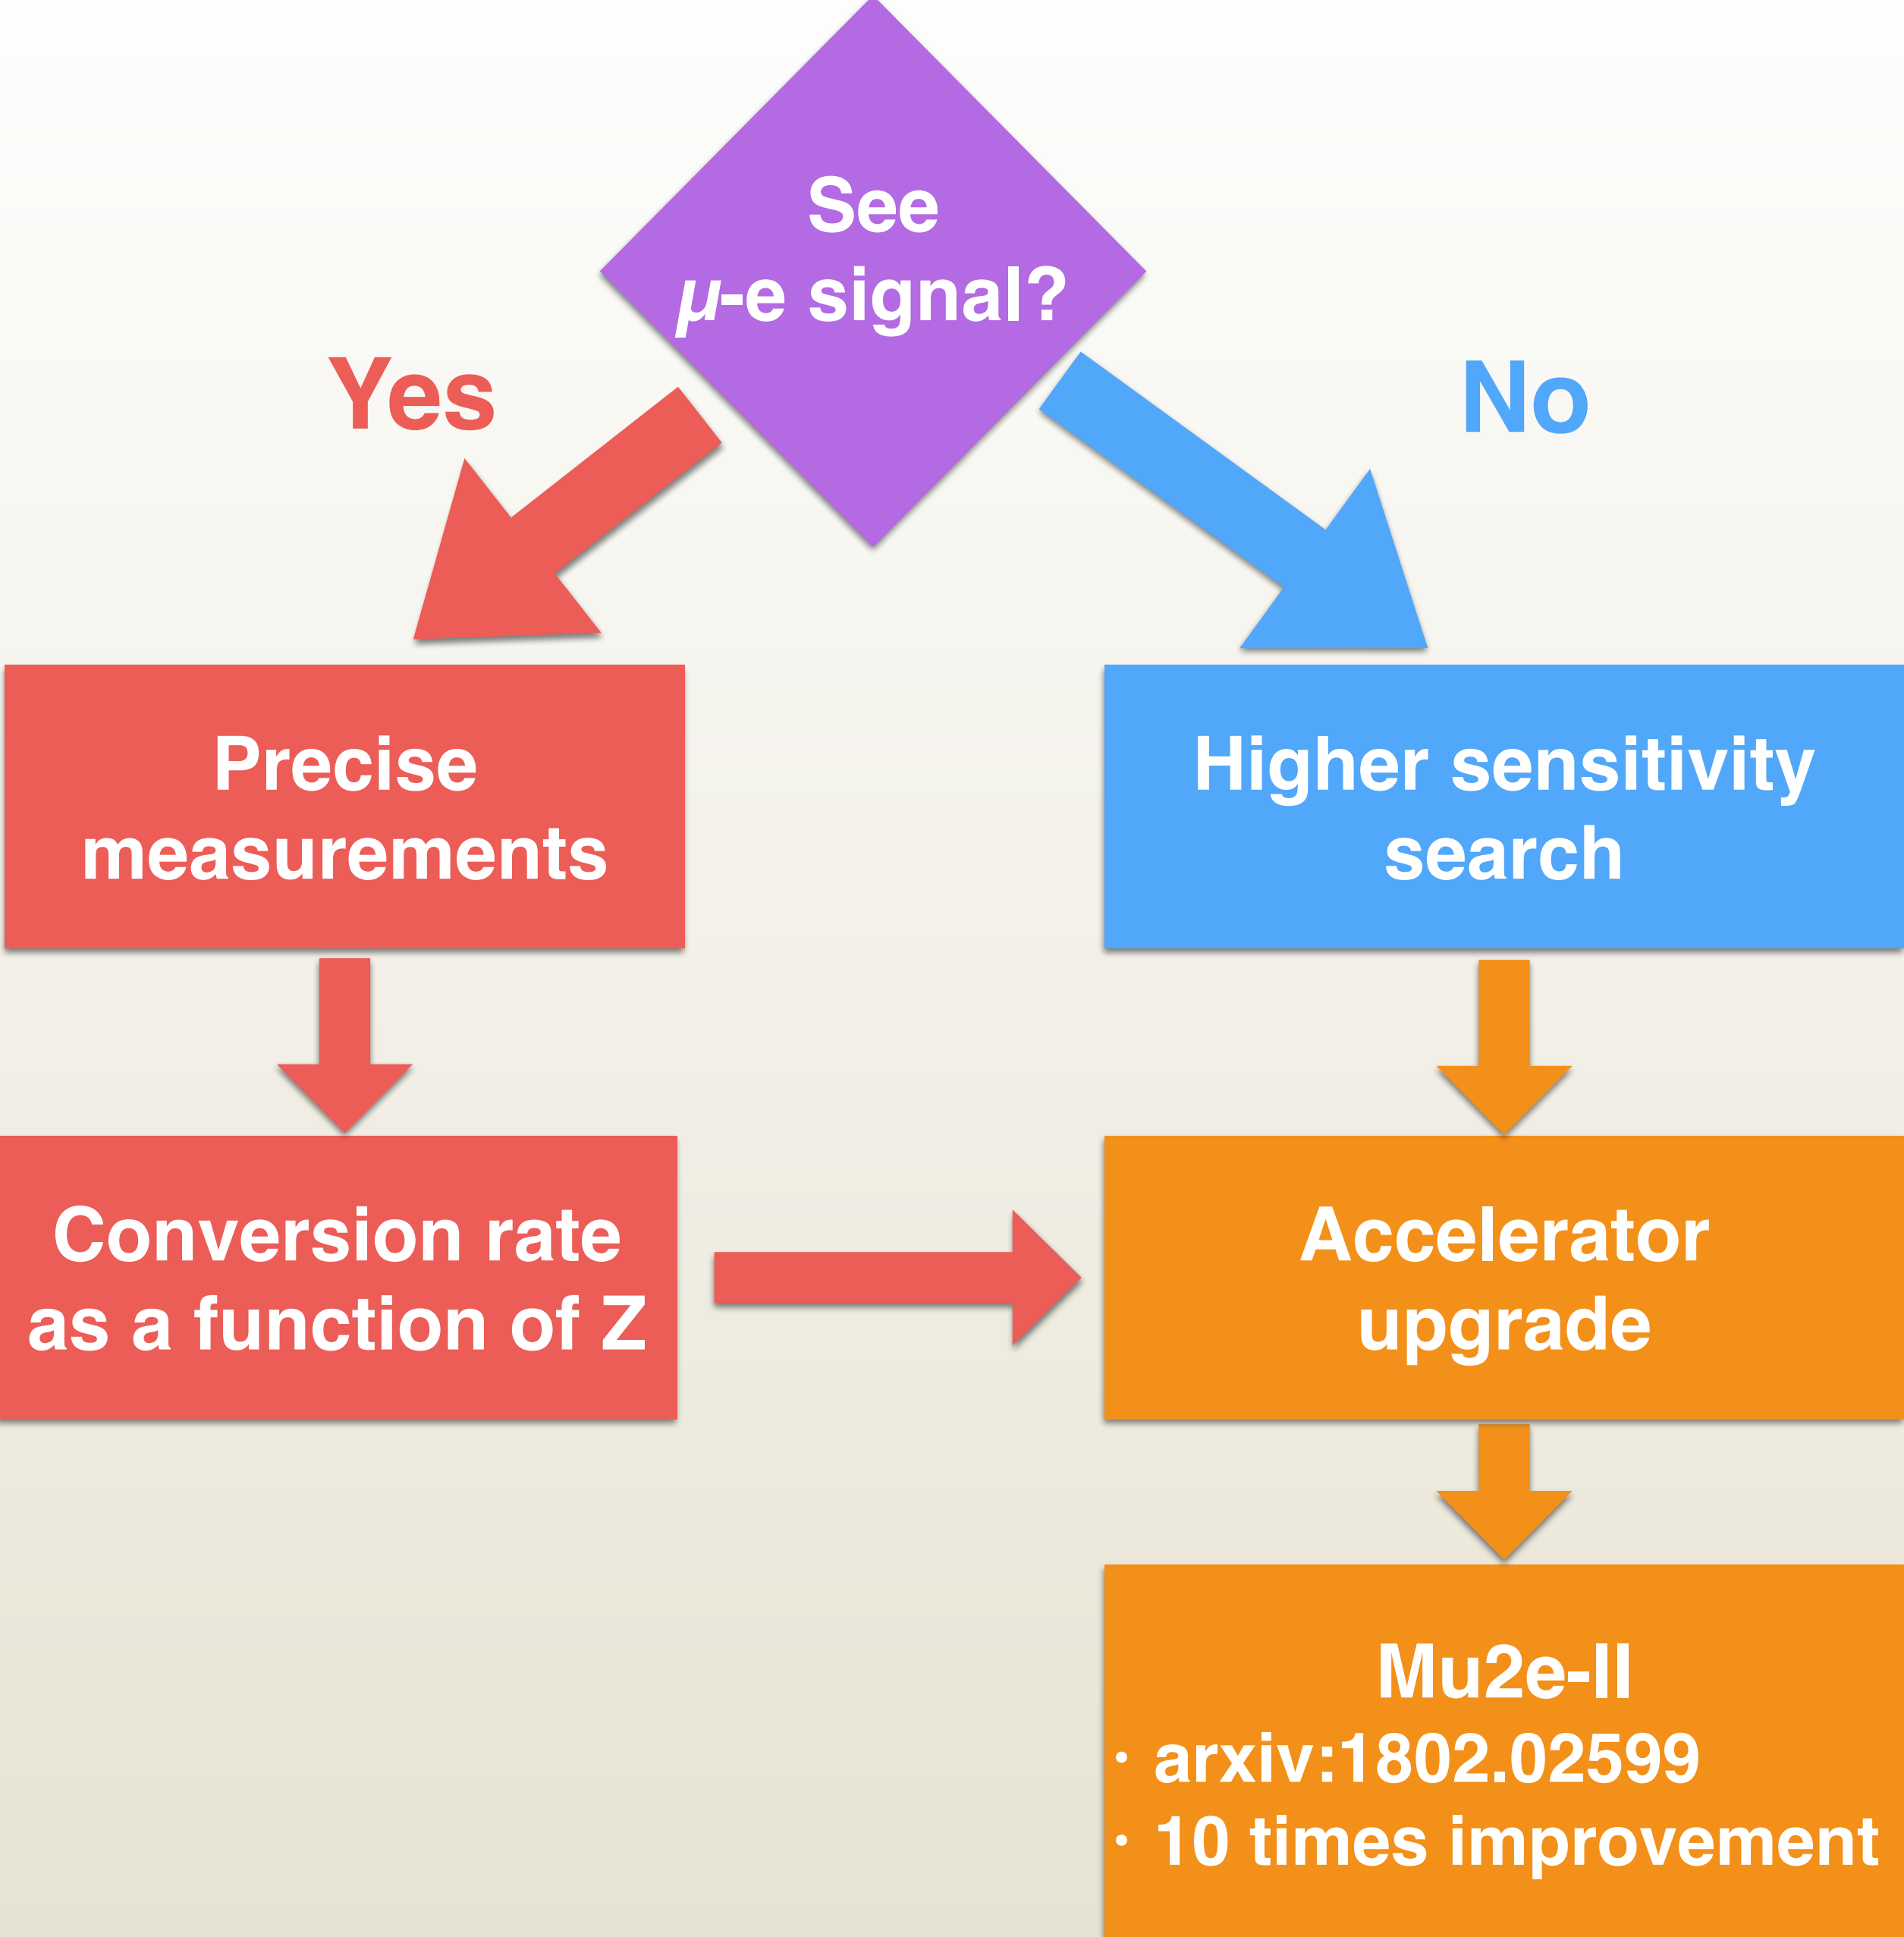 See
μ-e signal?
Yes
No
Precise
measurements
Higher sensitivity
search
Conversion rate
as a function of Z
Accelerator
upgrade
Mu2e-II
· arxiv:1802.02599
· 10 times improvement